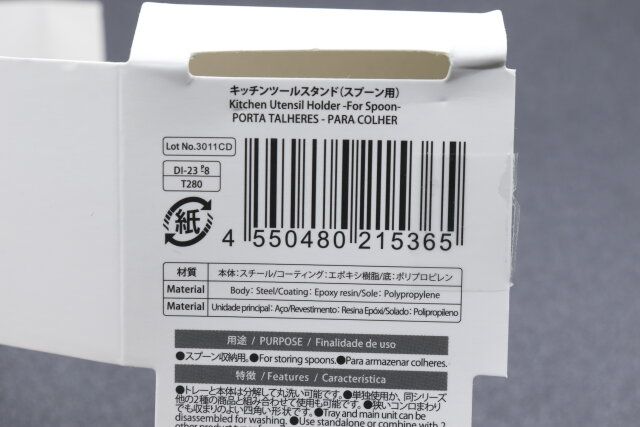 キッチンツールスタンド(スプーン用)
Kitchen Utensil Holder -For Spoon-
PORTA TALHERES - PARA COLHER
Lot No.3011CD
DI-23 P8
T280
紙
4 550480 215365
材質 本体:スチール/コーティング:エポキシ樹脂/底:ポリプロピレン
Material Body: Steel/Coating: Epoxy resin/Sole: Polypropylene
Material Unidade principal: Aço/Revestimento: Resina Epóxi/Solado: Polipropileno
用途 / PURPOSE / Finalidade de uso
●スプーン収納用。●For storing spoons.●Para armazenar colheres.
特徴 / Features / Característica
●トレーと本体は分解して丸洗い可能です。●単独使用か、同シリーズ
他の2種の商品と組み合わせて使用も可能です。●狭いコンロまわり
でも収まりのよい四角い形状です。●Tray and main unit can be
disassembled for washing. ●Use standalone or combine with 2